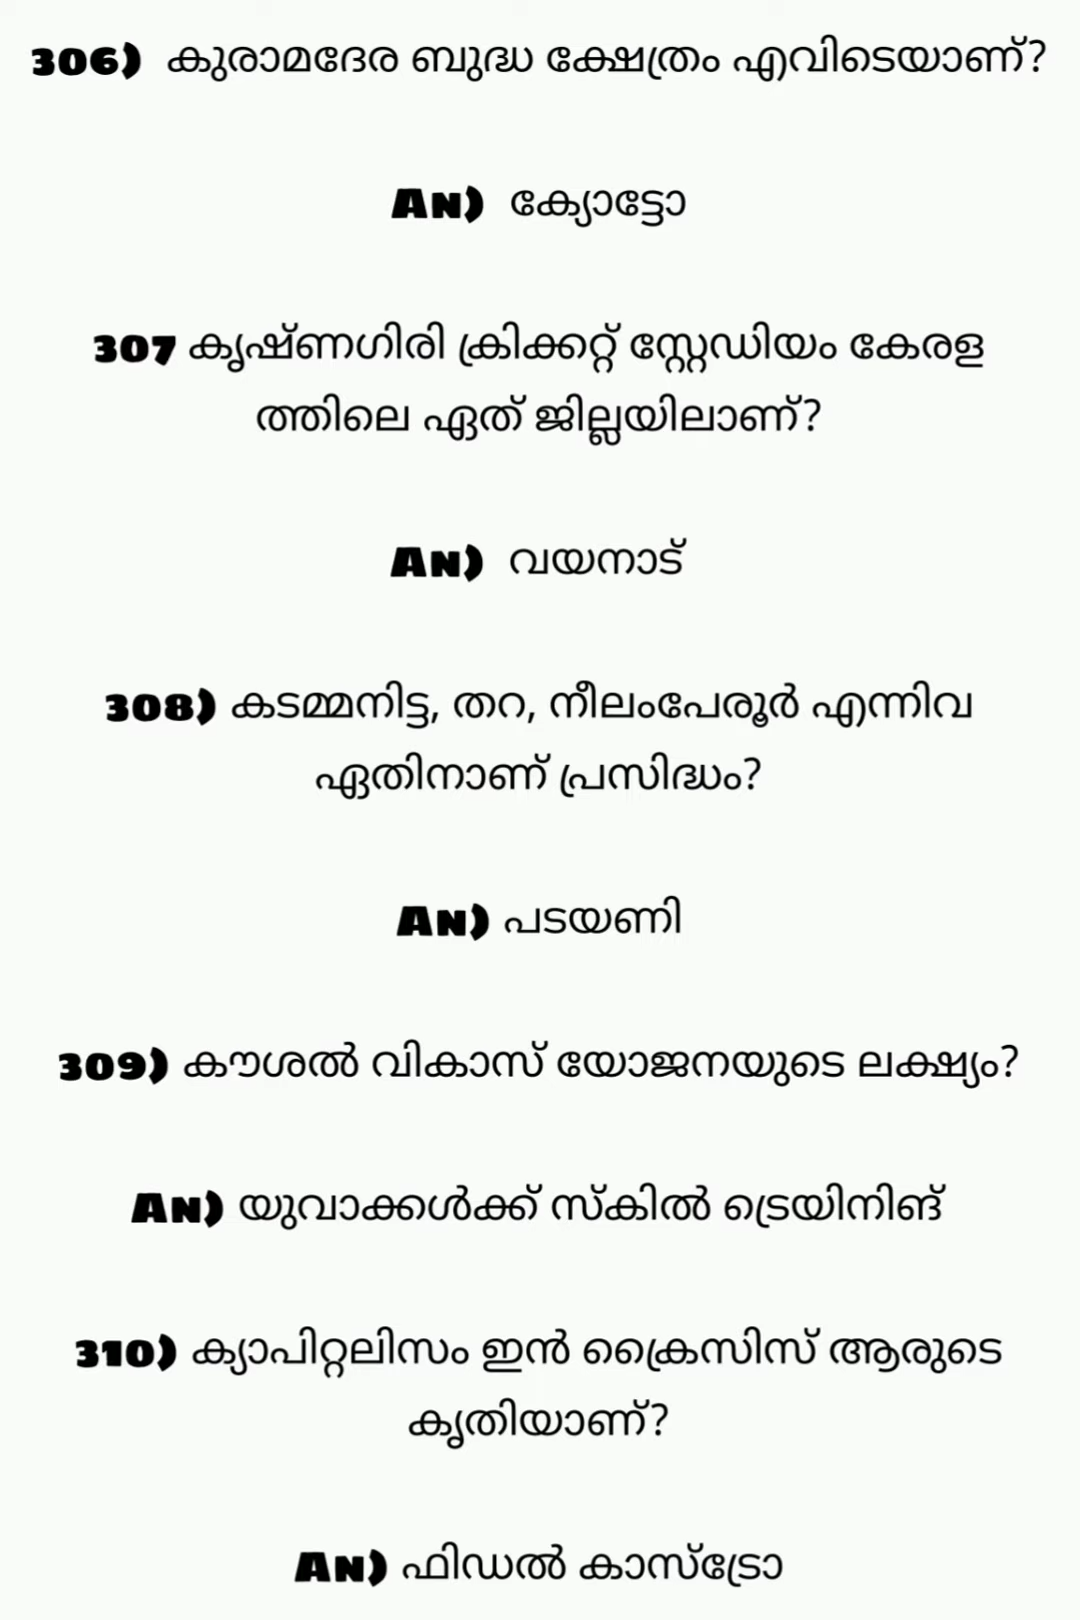 306) കുരാമദേര ബുദ്ധ ക്ഷേത്രം എവിടെയാണ്?
An) ക്യോട്ടോ
307 കൃഷ്ണഗിരി ക്രിക്കറ്റ് സ്റ്റേഡിയം കേരള
ത്തിലെ ഏത് ജില്ലയിലാണ്?
An) വയനാട്
308) കടമ്മനിട്ട, തറ, നീലംപേരൂർ എന്നിവ
ഏതിനാണ് പ്രസിദ്ധം?
An) പടയണി
309) കൗശൽ വികാസ് യോജനയുടെ ലക്ഷ്യം?
An) യുവാക്കൾക്ക് സ്കിൽ ട്രെയിനിങ്
310) ക്യാപിറ്റലിസം ഇൻ ക്രൈസിസ് ആരുടെ
കൃതിയാണ്?
An) ഫിഡൽ കാസ്ട്രോ